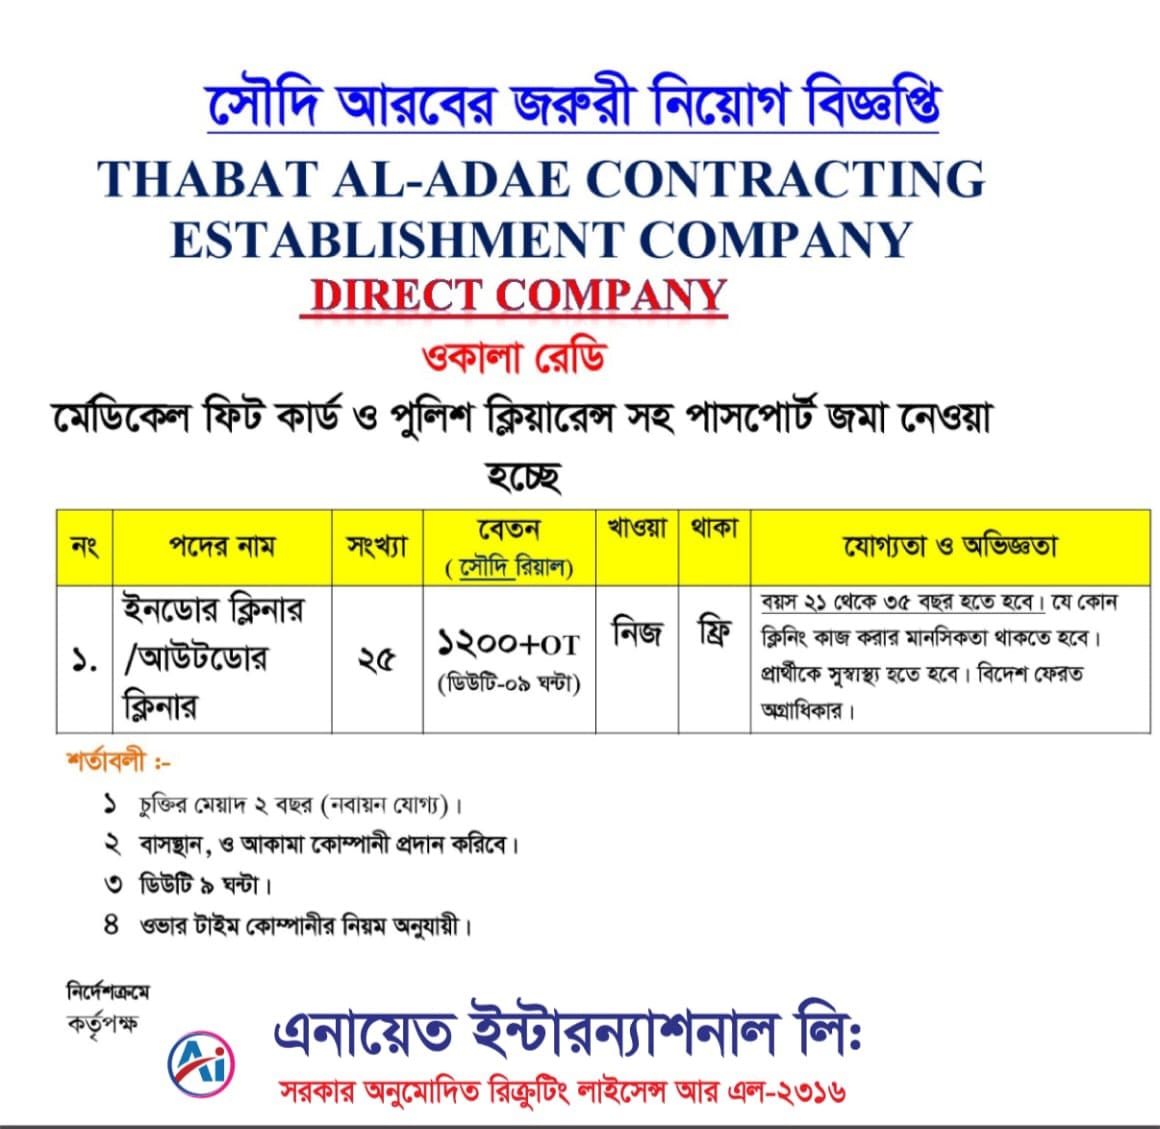 সৌদি আরবের জরুরী নিয়োগ বিজ্ঞপ্তি
THABAT AL-ADAE CONTRACTING
ESTABLISHMENT COMPANY
DIRECT COMPANY
ওকালা রেডি
মেডিকেল ফিট কার্ড ও পুলিশ ক্লিয়ারেন্স সহ পাসপোর্ট জমা নেওয়া
হচ্ছে
নং পদের নাম সংখ্যা বেতন খাওয়া থাকা যোগ্যতা ও অভিজ্ঞতা
( সৌদি রিয়াল)
১.
ইনডোর ক্লিনার
/আউটডোর
ক্লিনার
২৫
১২০০+OT
(ডিউটি-০৯ ঘন্টা)
নিজ
ফ্রি
বয়স ২১ থেকে ৩৫ বছর হতে হবে। যে কোন
ক্লিনিং কাজ করার মানসিকতা থাকতে হবে।
প্রার্থীকে সুস্বাস্থ্য হতে হবে। বিদেশ ফেরত
অগ্রাধিকার।
শর্তাবলী :-
১ চুক্তির মেয়াদ ২ বছর (নবায়ন যোগ্য)।
২ বাসস্থান, ও আকামা কোম্পানী প্রদান করিবে।
৩ ডিউটি ৯ ঘন্টা।
৪ ওভার টাইম কোম্পানীর নিয়ম অনুযায়ী।
নির্দেশক্রমে
কর্তৃপক্ষ
Ai
এনায়েত ইন্টারন্যাশনাল লি:
সরকার অনুমোদিত রিক্রুটিং লাইসেন্স আর এল-২৩১৬